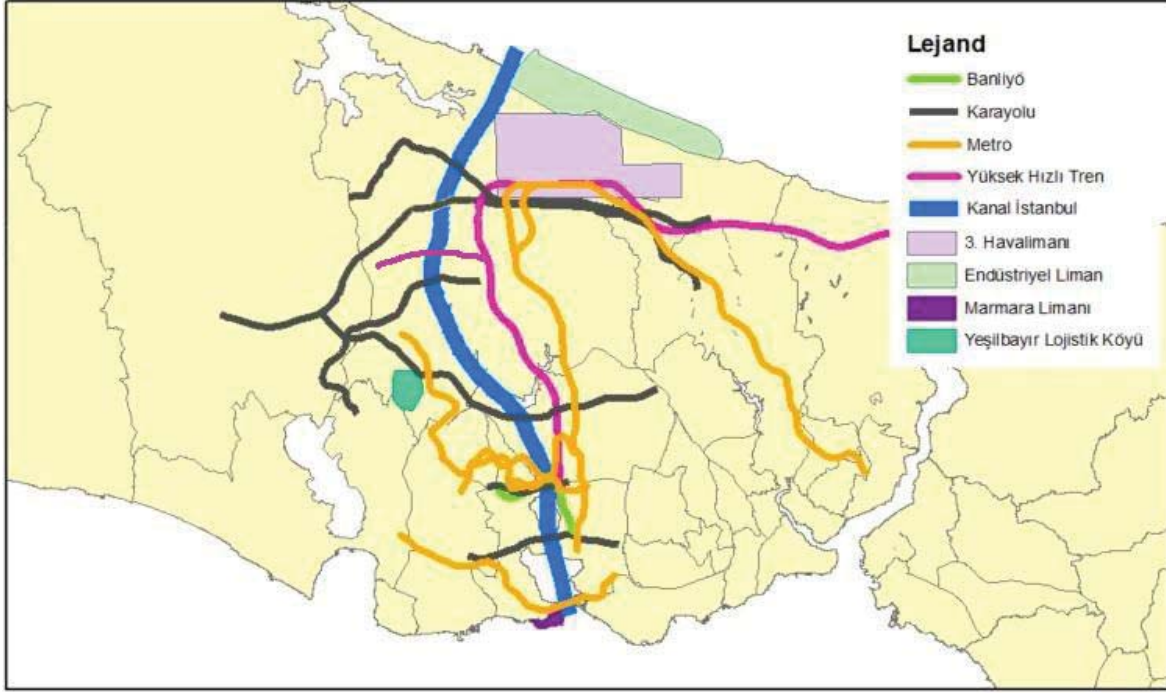 Lejand
Banliyö
Karayolu
Metro
Yüksek Hızlı Tren
Kanal İstanbul
3. Havalimanı
Endüstriyel Liman
Marmara Limanı
Yeşilbayır Lojistik Köyü